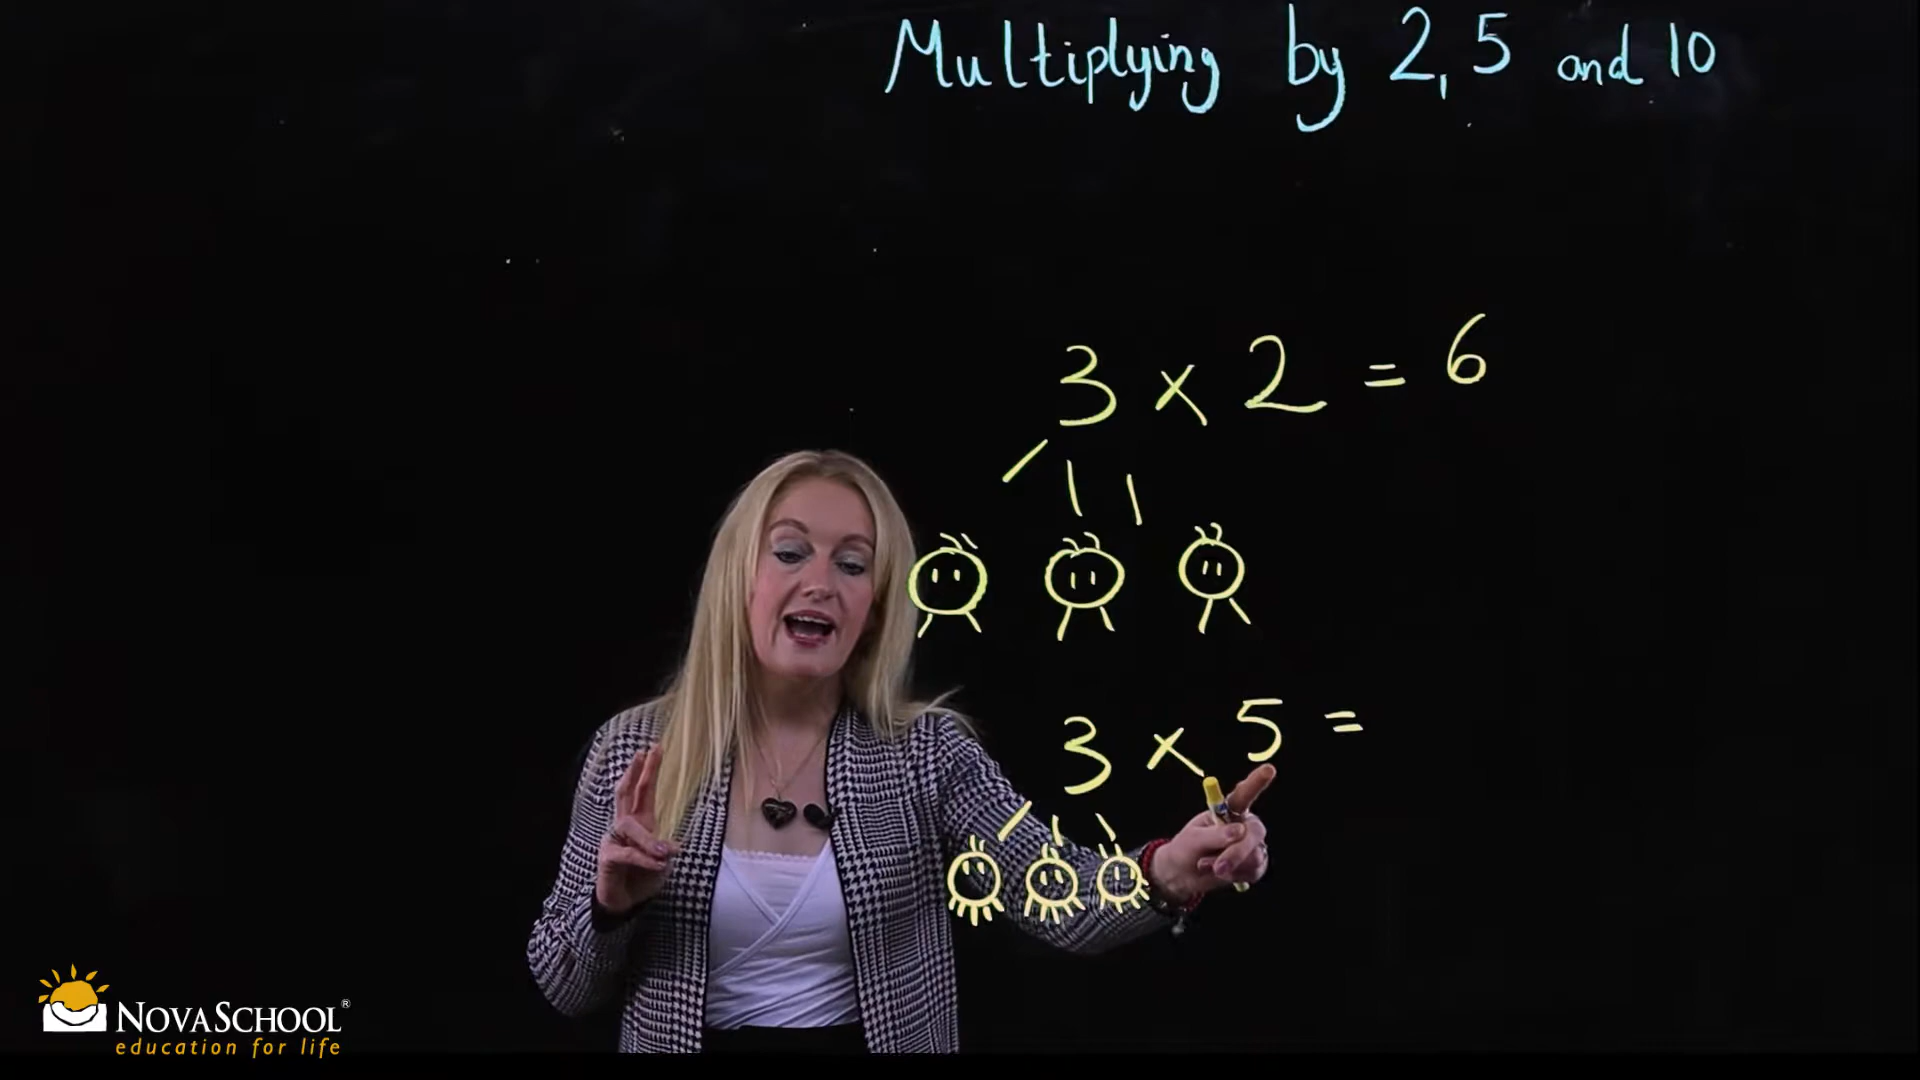 Multiplying by 2, 5 and 10
3 x 2 = 6
3 x 5 =
NOVASCHOOL®
education for life